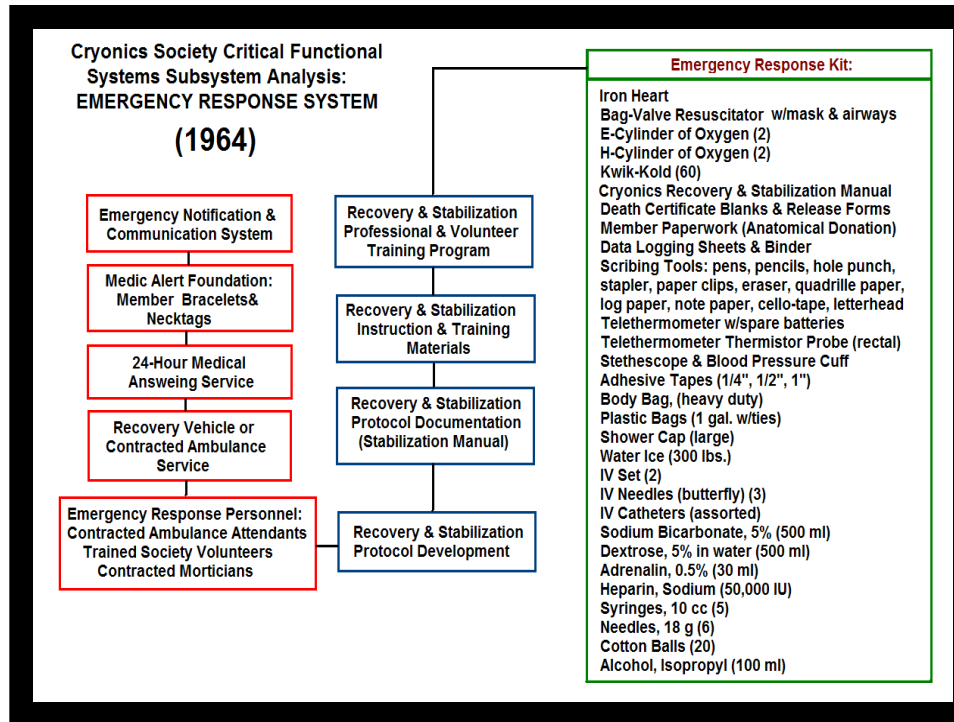 Cryonics Society Critical Functional
Systems Subsystem Analysis:
EMERGENCY RESPONSE SYSTEM
(1964)
Emergency Notification &
Communication System
Medic Alert Foundation:
Member Bracelets&
Necktags
24-Hour Medical
Answeing Service
Recovery Vehicle or
Contracted Ambulance
Service
Emergency Response Personnel:
Contracted Ambulance Attendants
Trained Society Volunteers
Contracted Morticians
Recovery & Stabilization
Professional & Volunteer
Training Program
Recovery & Stabilization
Instruction & Training
Materials
Recovery & Stabilization
Protocol Documentation
(Stabilization Manual)
Recovery & Stabilization
Protocol Development
Emergency Response Kit:
Iron Heart
Bag-Valve Resuscitator w/mask & airways
E-Cylinder of Oxygen (2)
H-Cylinder of Oxygen (2)
Kwik-Kold (60)
Cryonics Recovery & Stabilization Manual
Death Certificate Blanks & Release Forms
Member Paperwork (Anatomical Donation)
Data Logging Sheets & Binder
Scribing Tools: pens, pencils, hole punch,
stapler, paper clips, eraser, quadrille paper,
log paper, note paper, cello-tape, letterhead
Telethermometer w/spare batteries
Telethermometer Thermistor Probe (rectal)
Stethescope & Blood Pressure Cuff
Adhesive Tapes (1/4", 1/2", 1")
Body Bag, (heavy duty)
Plastic Bags (1 gal. w/ties)
Shower Cap (large)
Water Ice (300 lbs.)
IV Set (2)
IV Needles (butterfly) (3)
IV Catheters (assorted)
Sodium Bicarbonate, 5% (500 ml)
Dextrose, 5% in water (500 ml)
Adrenalin, 0.5% (30 ml)
Heparin, Sodium (50,000 IU)
Syringes, 10 cc (5)
Needles, 18 g (6)
Cotton Balls (20)
Alcohol, Isopropyl (100 ml)